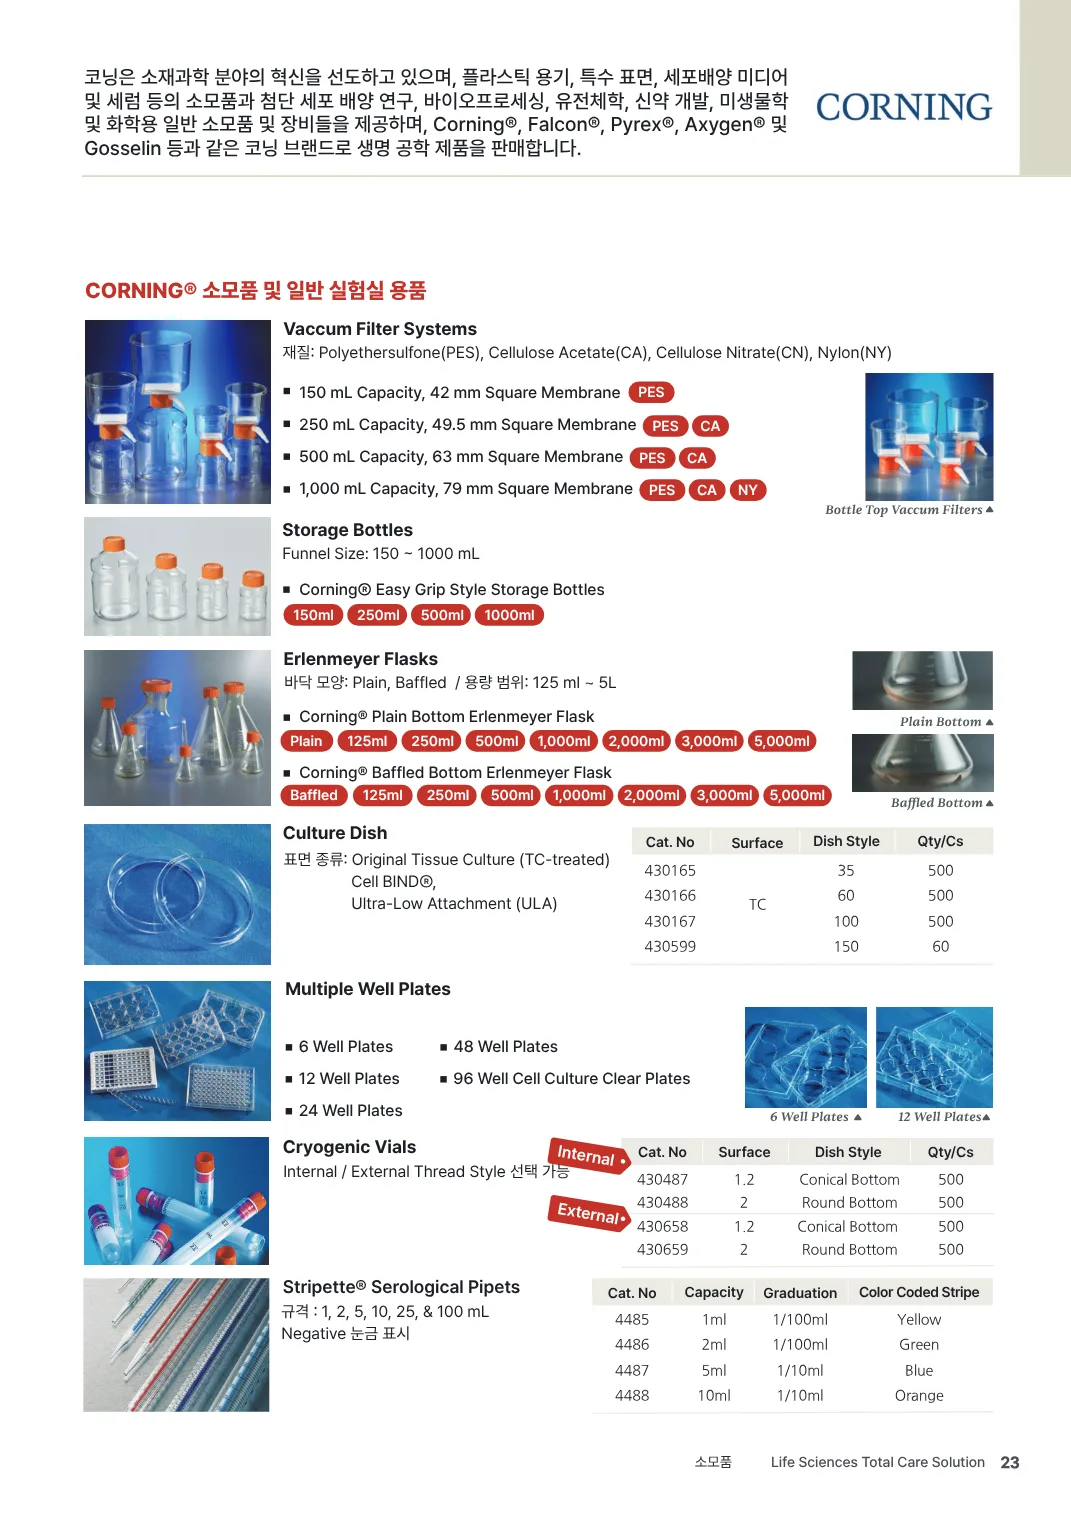 코닝은 소재과학 분야의 혁신을 선도하고 있으며, 플라스틱 용기, 특수 표면, 세포배양 미디어
및 세럼 등의 소모품과 첨단 세포 배양 연구, 바이오프로세싱, 유전체학, 신약 개발, 미생물학
및 화학용 일반 소모품 및 장비들을 제공하며, Corning®, Falcon®, Pyrex®, Axygen® 및
Gosselin 등과 같은 코닝 브랜드로 생명 공학 제품을 판매합니다.
CORNING
CORNING® 소모품 및 일반 실험실 용품
Vaccum Filter Systems
재질: Polyethersulfone(PES), Cellulose Acetate(CA), Cellulose Nitrate(CN), Nylon(NY)
▪ 150 mL Capacity, 42 mm Square Membrane PES
▪ 250 mL Capacity, 49.5 mm Square Membrane PES CA
▪ 500 mL Capacity, 63 mm Square Membrane PES CA
▪ 1,000 mL Capacity, 79 mm Square Membrane PES CA NY
Bottle Top Vaccum Filters ▲
Storage Bottles
Funnel Size: 150 ~ 1000 mL
▪ Corning® Easy Grip Style Storage Bottles
150ml 250ml 500ml 1000ml
Erlenmeyer Flasks
바닥 모양: Plain, Baffled / 용량 범위: 125 ml ~ 5L
▪ Corning® Plain Bottom Erlenmeyer Flask
Plain 125ml 250ml 500ml 1,000ml 2,000ml 3,000ml 5,000ml
▪ Corning® Baffled Bottom Erlenmeyer Flask
Baffled 125ml 250ml 500ml 1,000ml 2,000ml 3,000ml 5,000ml
Plain Bottom ▲
Baffled Bottom ▲
Culture Dish
표면 종류: Original Tissue Culture (TC-treated)
Cell BIND®,
Ultra-Low Attachment (ULA)
Cat. No Surface Dish Style Qty/Cs
430165 35 500
430166 60 500
TC
430167 100 500
430599 150 60
Multiple Well Plates
▪ 6 Well Plates ▪ 48 Well Plates
▪ 12 Well Plates ▪ 96 Well Cell Culture Clear Plates
▪ 24 Well Plates
6 Well Plates ▲ 12 Well Plates▲
Cryogenic Vials
Internal / External Thread Style 선택 가능
Internal
External
Cat. No Surface Dish Style Qty/Cs
430487 1.2 Conical Bottom 500
430488 2 Round Bottom 500
430658 1.2 Conical Bottom 500
430659 2 Round Bottom 500
Stripette® Serological Pipets
규격 : 1, 2, 5, 10, 25, & 100 mL
Negative 눈금 표시
Cat. No Capacity Graduation Color Coded Stripe
4485 1ml 1/100ml Yellow
4486 2ml 1/100ml Green
4487 5ml 1/10ml Blue
4488 10ml 1/10ml Orange
소모품 Life Sciences Total Care Solution 23